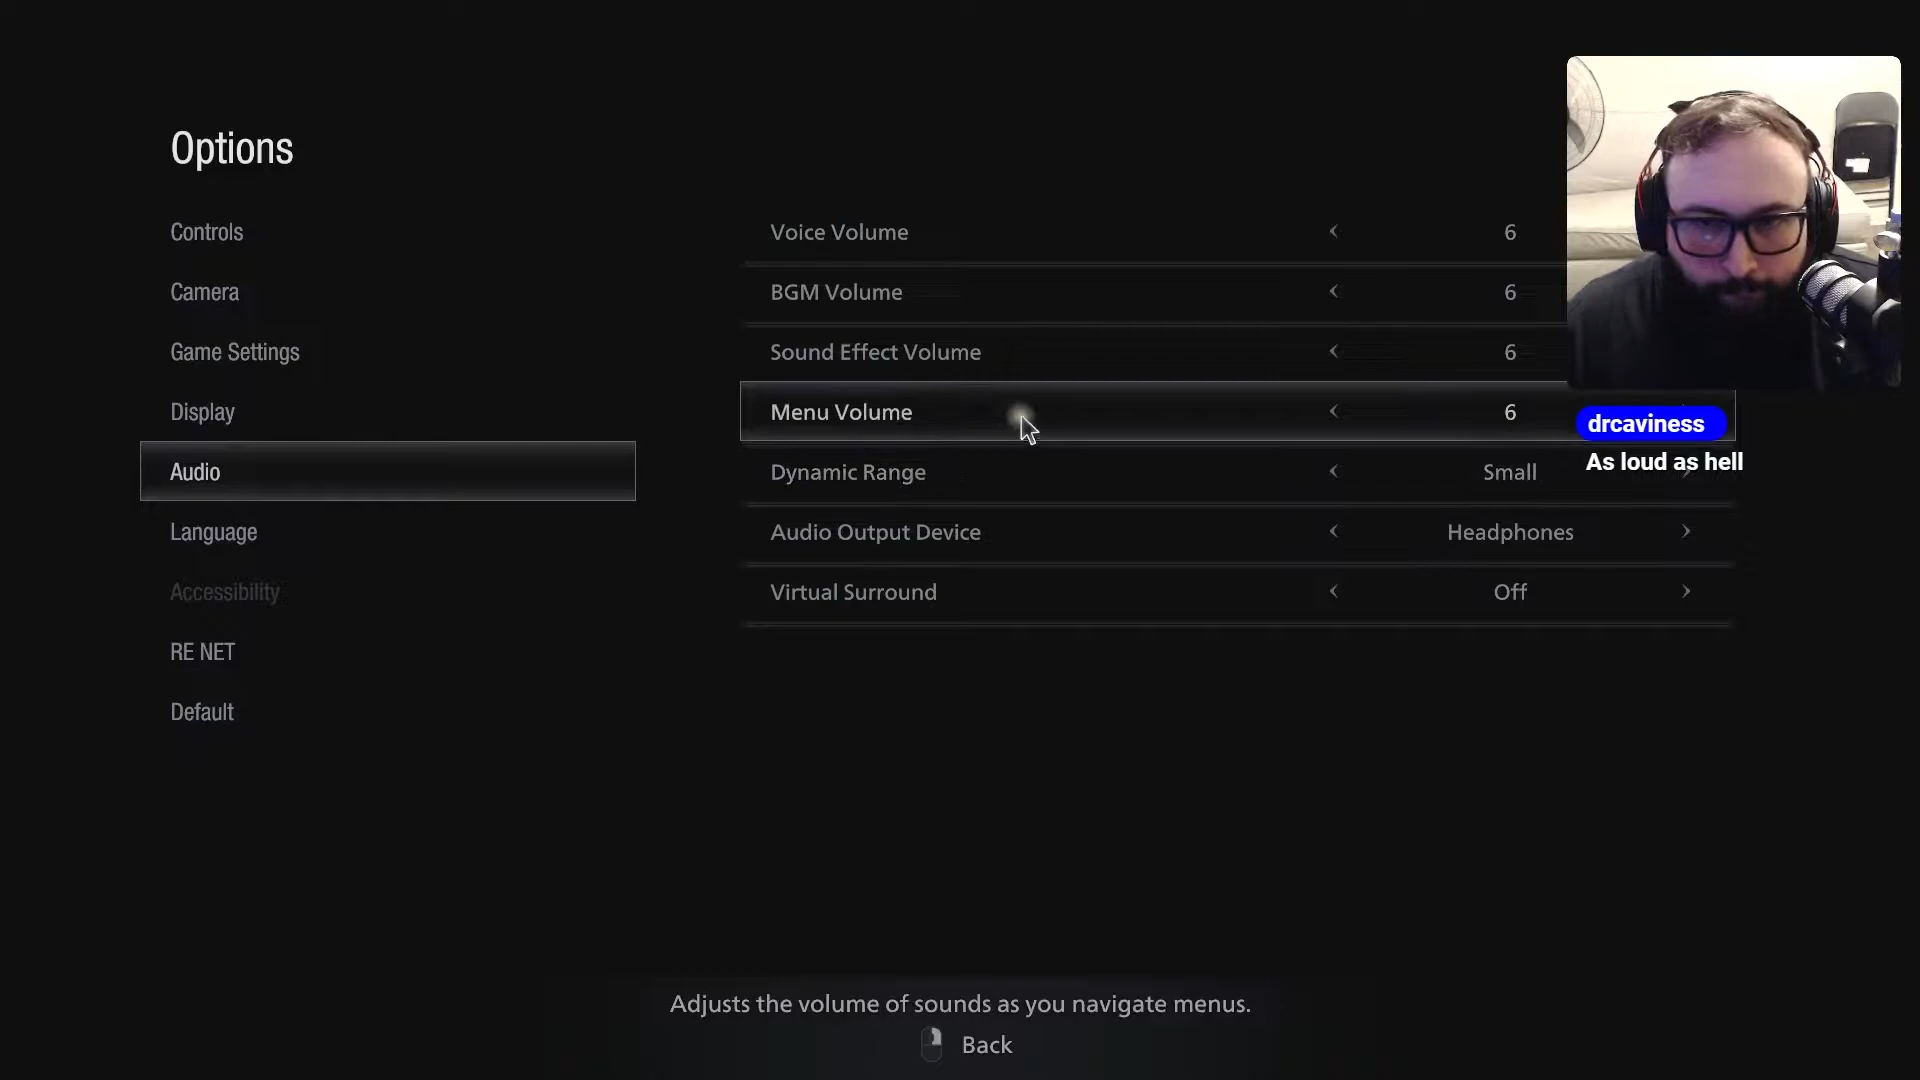 Options
Controls
Camera
Game Settings
Display
Audio
Language
Accessibility
RE NET
Default
Voice Volume 6
BGM Volume 6
Sound Effect Volume 6
Menu Volume 6
Dynamic Range Small
Audio Output Device Headphones
Virtual Surround Off
drcaviness
As loud as hell
Adjusts the volume of sounds as you navigate menus.
Back